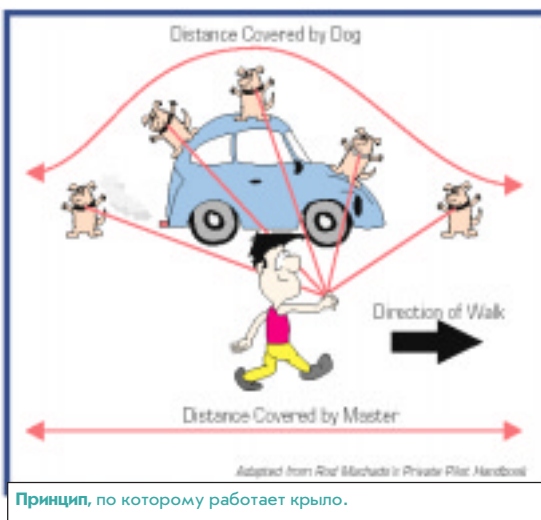 Distance Covered by Dog
Direction of Walk
Distance Covered by Master
Adapted from Rod Machado's Private Pilot Handbook
Принцип, по которому работает крыло.